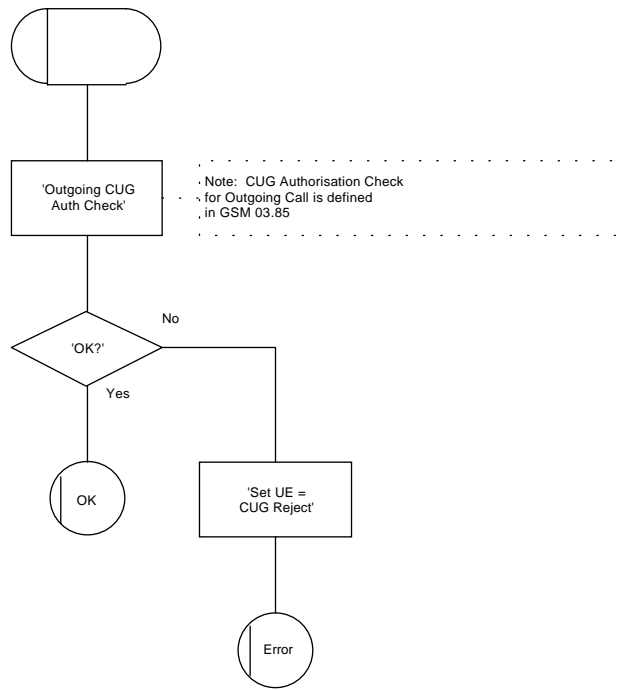 'Outgoing CUG
Auth Check'
Note: CUG Authorisation Check
for Outgoing Call is defined
in GSM 03.85
No
'OK?'
Yes
OK
'Set UE =
CUG Reject'
Error